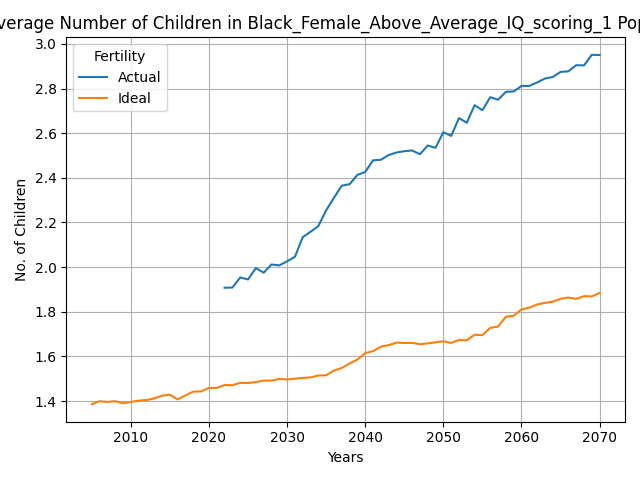 verage Number of Children in Black_Female_Above_Average_IQ_scoring_1 Pop
Fertility
Actual
Ideal
3.0
2.8
2.6
2.4
2.2
2.0
1.8
1.6
1.4
No. of Children
2010
2020
2030
2040
2050
2060
2070
Years